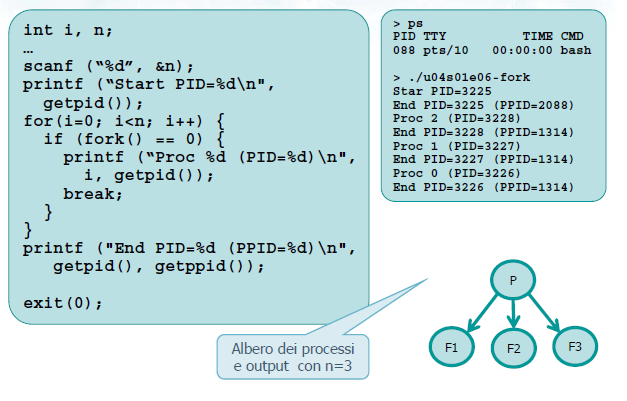 int i, n;
…
scanf (“%d”, &n);
printf (“Start PID=%d\n",
getpid());
for(i=0; i<n; i++) {
if (fork() == 0) {
printf (“Proc %d (PID=%d)\n",
i, getpid());
break;
}
}
printf ("End PID=%d (PPID=%d)\n",
getpid(), getppid());
exit(0);
> ps
PID TTY TIME CMD
088 pts/10 00:00:00 bash
> ./u04s01e06-fork
Star PID=3225
End PID=3225 (PPID=2088)
Proc 2 (PID=3228)
End PID=3228 (PPID=1314)
Proc 1 (PID=3227)
End PID=3227 (PPID=1314)
Proc 0 (PID=3226)
End PID=3226 (PPID=1314)
P
F1 F2 F3
Albero dei processi
e output con n=3